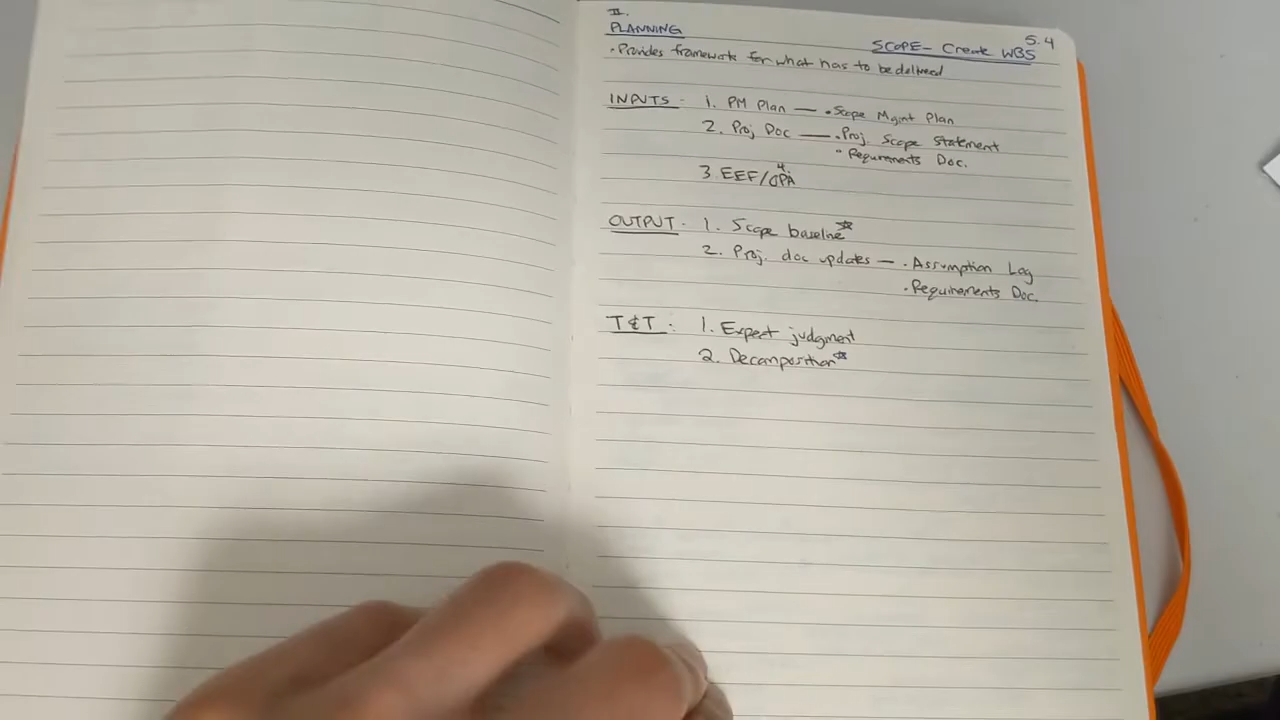 II.
PLANNING
5.4
SCOPE- Create WBS
• Provides framework for what has to be delivered
INPUTS - 1. PM Plan — • Scope Mgmt Plan
2. Proj Doc — • Proj. Scope Statement
• Requirements Doc.
3. EEF/OPA
4.
OUTPUT - 1. Scope baseline☆
2. Proj. doc updates — • Assumption Log
• Requirements Doc.
T&T : 1. Expert judgment
2. Decomposition☆